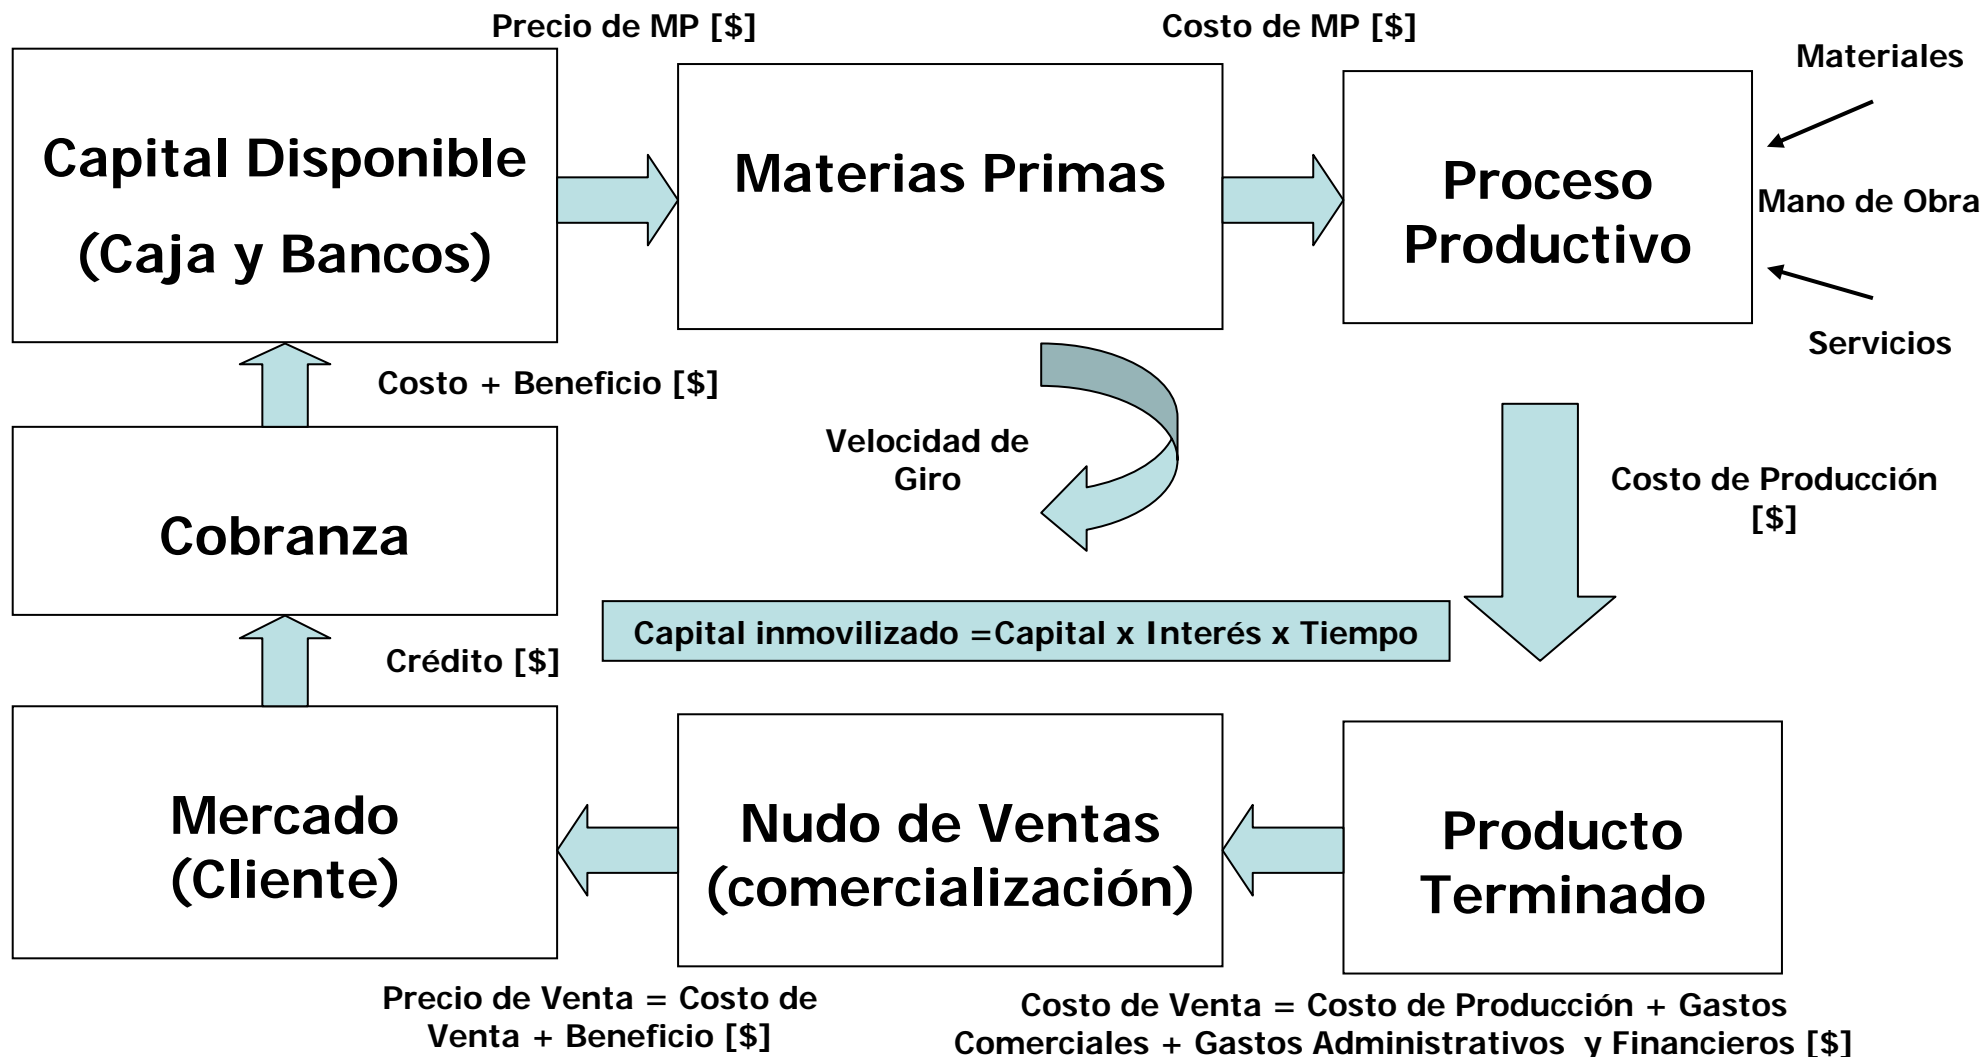 Precio de MP [$]
Costo de MP [$]
Materiales
Capital Disponible
(Caja y Bancos)
Materias Primas
Proceso
Productivo
Mano de Obra
Servicios
Costo + Beneficio [$]
Velocidad de
Giro
Costo de Producción
[$]
Cobranza
Capital inmovilizado =Capital x Interés x Tiempo
Crédito [$]
Mercado
(Cliente)
Nudo de Ventas
(comercialización)
Producto
Terminado
Precio de Venta = Costo de
Venta + Beneficio [$]
Costo de Venta = Costo de Producción + Gastos
Comerciales + Gastos Administrativos y Financieros [$]